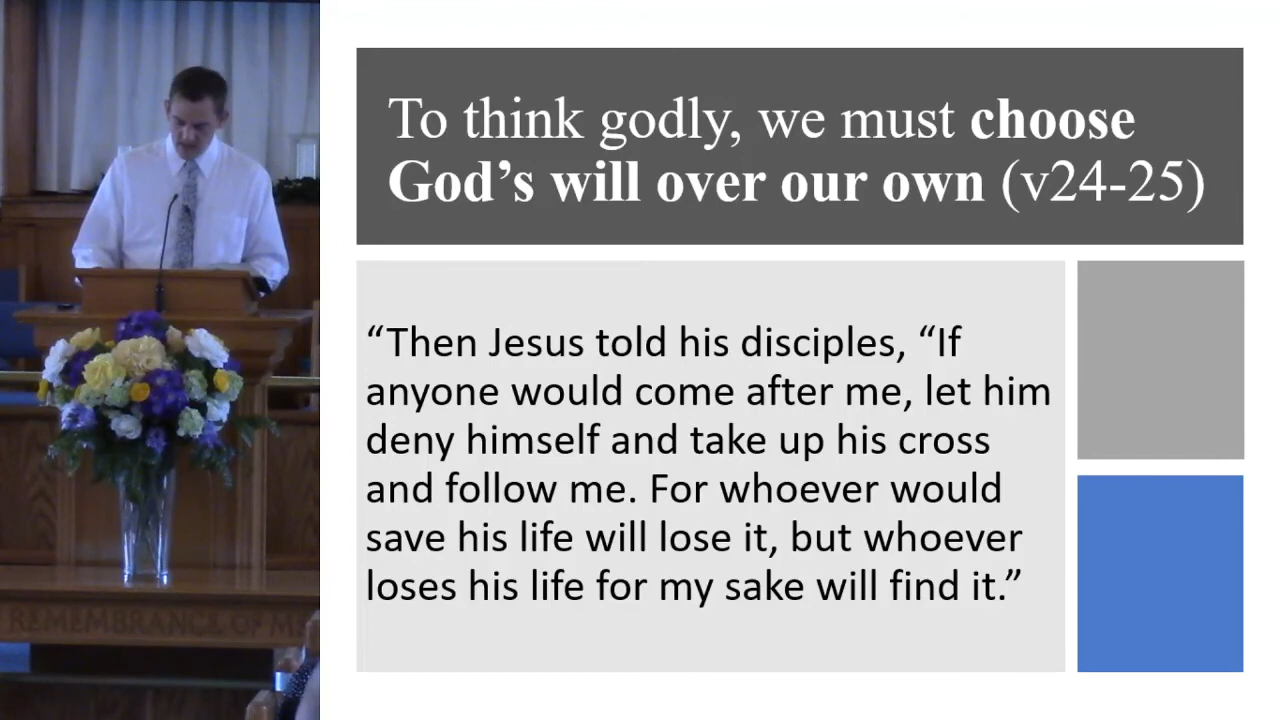 To think godly, we must choose
God’s will over our own (v24-25)
“Then Jesus told his disciples, “If
anyone would come after me, let him
deny himself and take up his cross
and follow me. For whoever would
save his life will lose it, but whoever
loses his life for my sake will find it.”
REMEMBRANCE OF